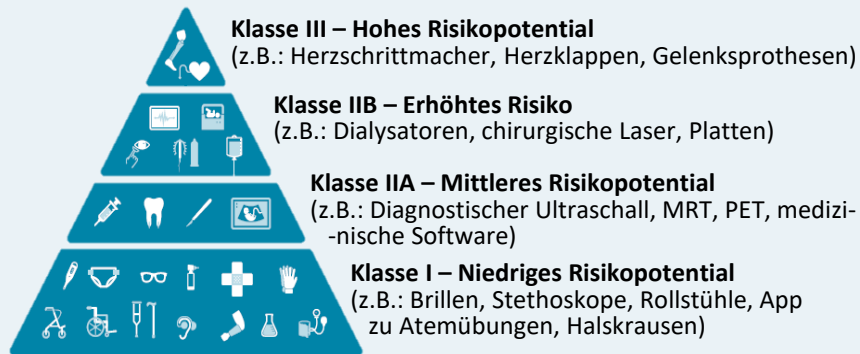 Klasse III – Hohes Risikopotential
(z.B.: Herzschrittmacher, Herzklappen, Gelenksprothesen)
Klasse IIB – Erhöhtes Risiko
(z.B.: Dialysatoren, chirurgische Laser, Platten)
Klasse IIA – Mittleres Risikopotential
(z.B.: Diagnostischer Ultraschall, MRT, PET, medizi-
-nische Software)
Klasse I – Niedriges Risikopotential
(z.B.: Brillen, Stethoskope, Rollstühle, App
zu Atemübungen, Halskrausen)